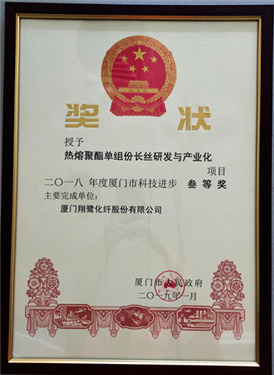 奖状
授予
热熔聚酯单组份长丝研发与产业化
项目
二〇一八 年度厦门市科技进步 叁等奖
主要完成单位：
厦门翔鹭化纤股份有限公司
厦门市人民政府
二〇一九年一月